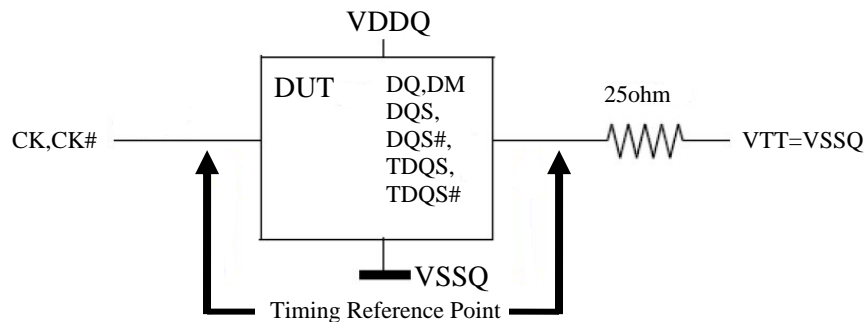 VDDQ
DUT
DQ,DM
DQS,
DQS#,
TDQS,
TDQS#
25ohm
CK,CK#
VTT=VSSQ
VSSQ
Timing Reference Point